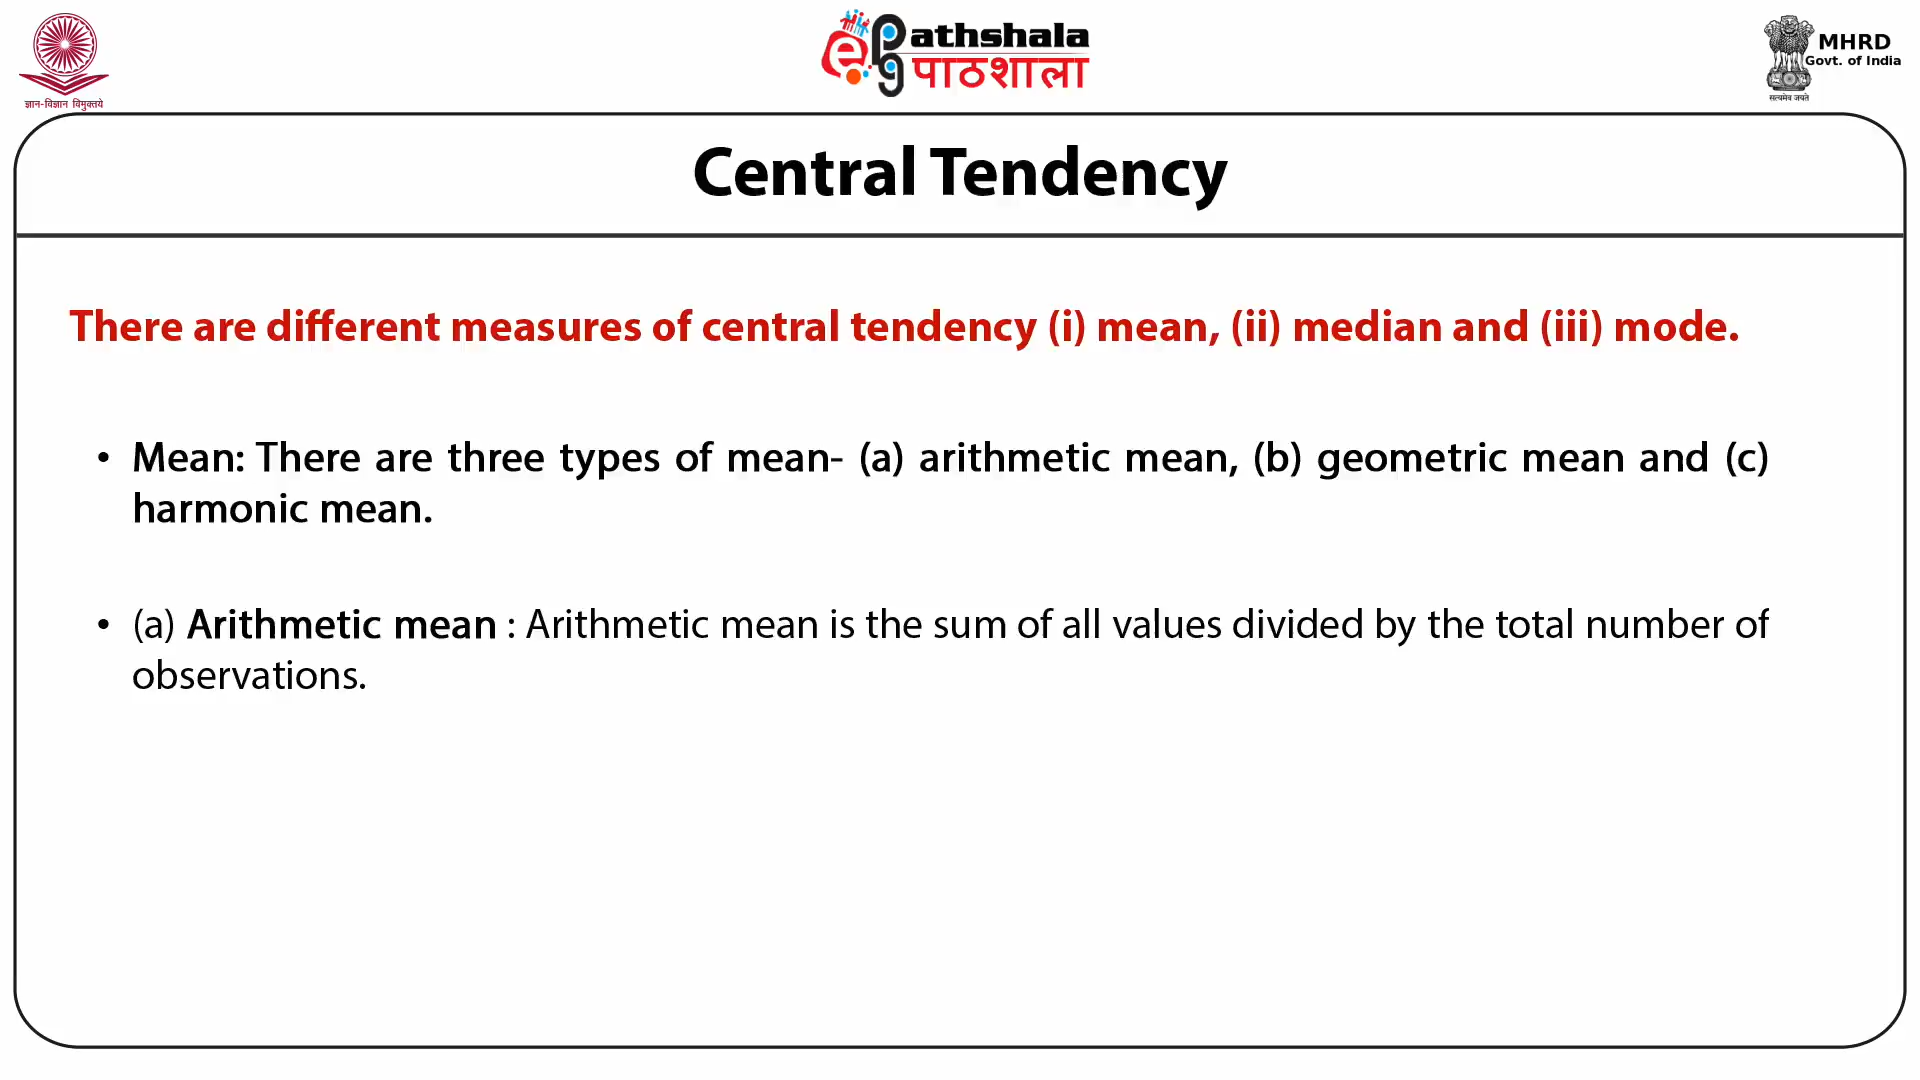 ज्ञान-विज्ञान विमुक्तये
ePG athshala
पाठशाला
MHRD
Govt. of India
सत्यमेव जयते
Central Tendency
There are different measures of central tendency (i) mean, (ii) median and (iii) mode.
• Mean: There are three types of mean- (a) arithmetic mean, (b) geometric mean and (c)
harmonic mean.
• (a) Arithmetic mean : Arithmetic mean is the sum of all values divided by the total number of
observations.